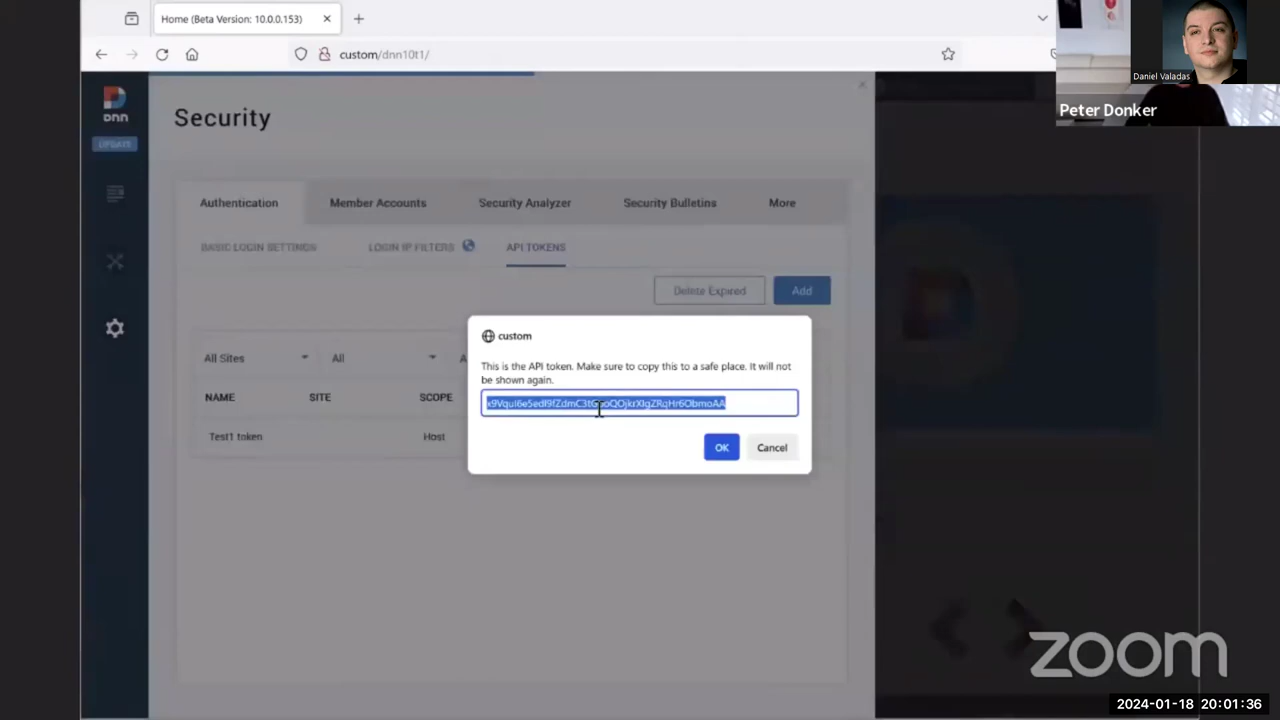 Home (Beta Version: 10.0.0.153)
custom/dnn10t1/
Daniel Valadas
Peter Donker
dnn
UPDATE
Security
Authentication
Member Accounts
Security Analyzer
Security Bulletins
More
BASIC LOGIN SETTINGS
LOGIN IP FILTERS
API TOKENS
Delete Expired
Add
All Sites
All
A
NAME
SITE
SCOPE
Test1 token
Host
custom
This is the API token. Make sure to copy this to a safe place. It will not
be shown again.
OK
Cancel
zoom
2024-01-18 20:01:36